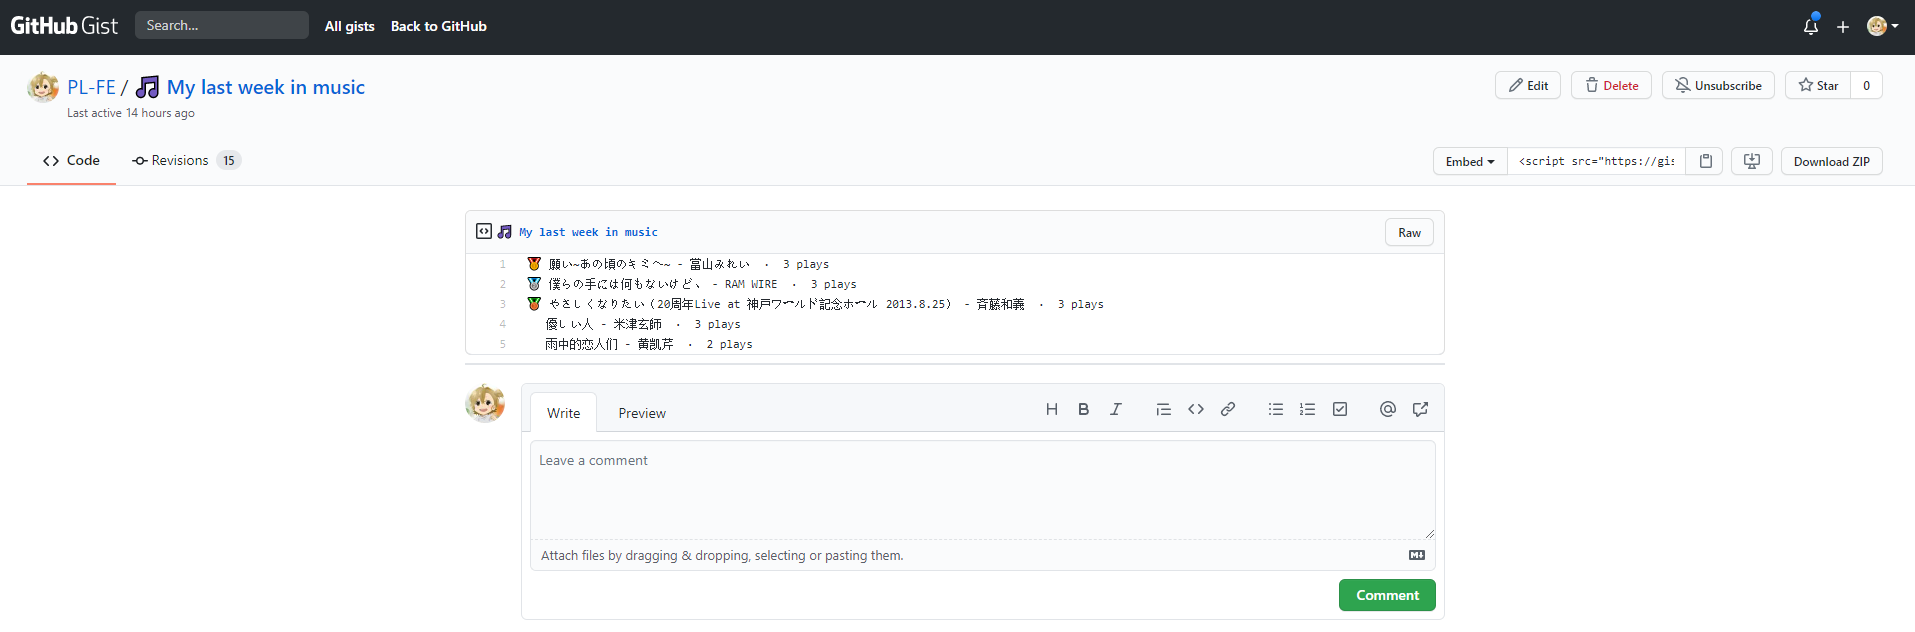 GitHub Gist Search... All gists Back to GitHub
PL-FE / 🎵 My last week in music
Last active 14 hours ago
Edit Delete Unsubscribe Star 0
Code Revisions 15
Embed <script src="https://gis Download ZIP
🎵 My last week in music Raw
1 🥇 願い~あの頃のキミへ~ - 當山みれい · 3 plays
2 🥈 僕らの手には何もないけど、 - RAM WIRE · 3 plays
3 🥉 やさしくなりたい (20周年Live at 神戸ワールド記念ホール 2013.8.25) - 斉藤和義 · 3 plays
4 優しい人 - 米津玄師 · 3 plays
5 雨中的恋人们 - 黄凯芹 · 2 plays
Write Preview
Leave a comment
Attach files by dragging & dropping, selecting or pasting them.
Comment